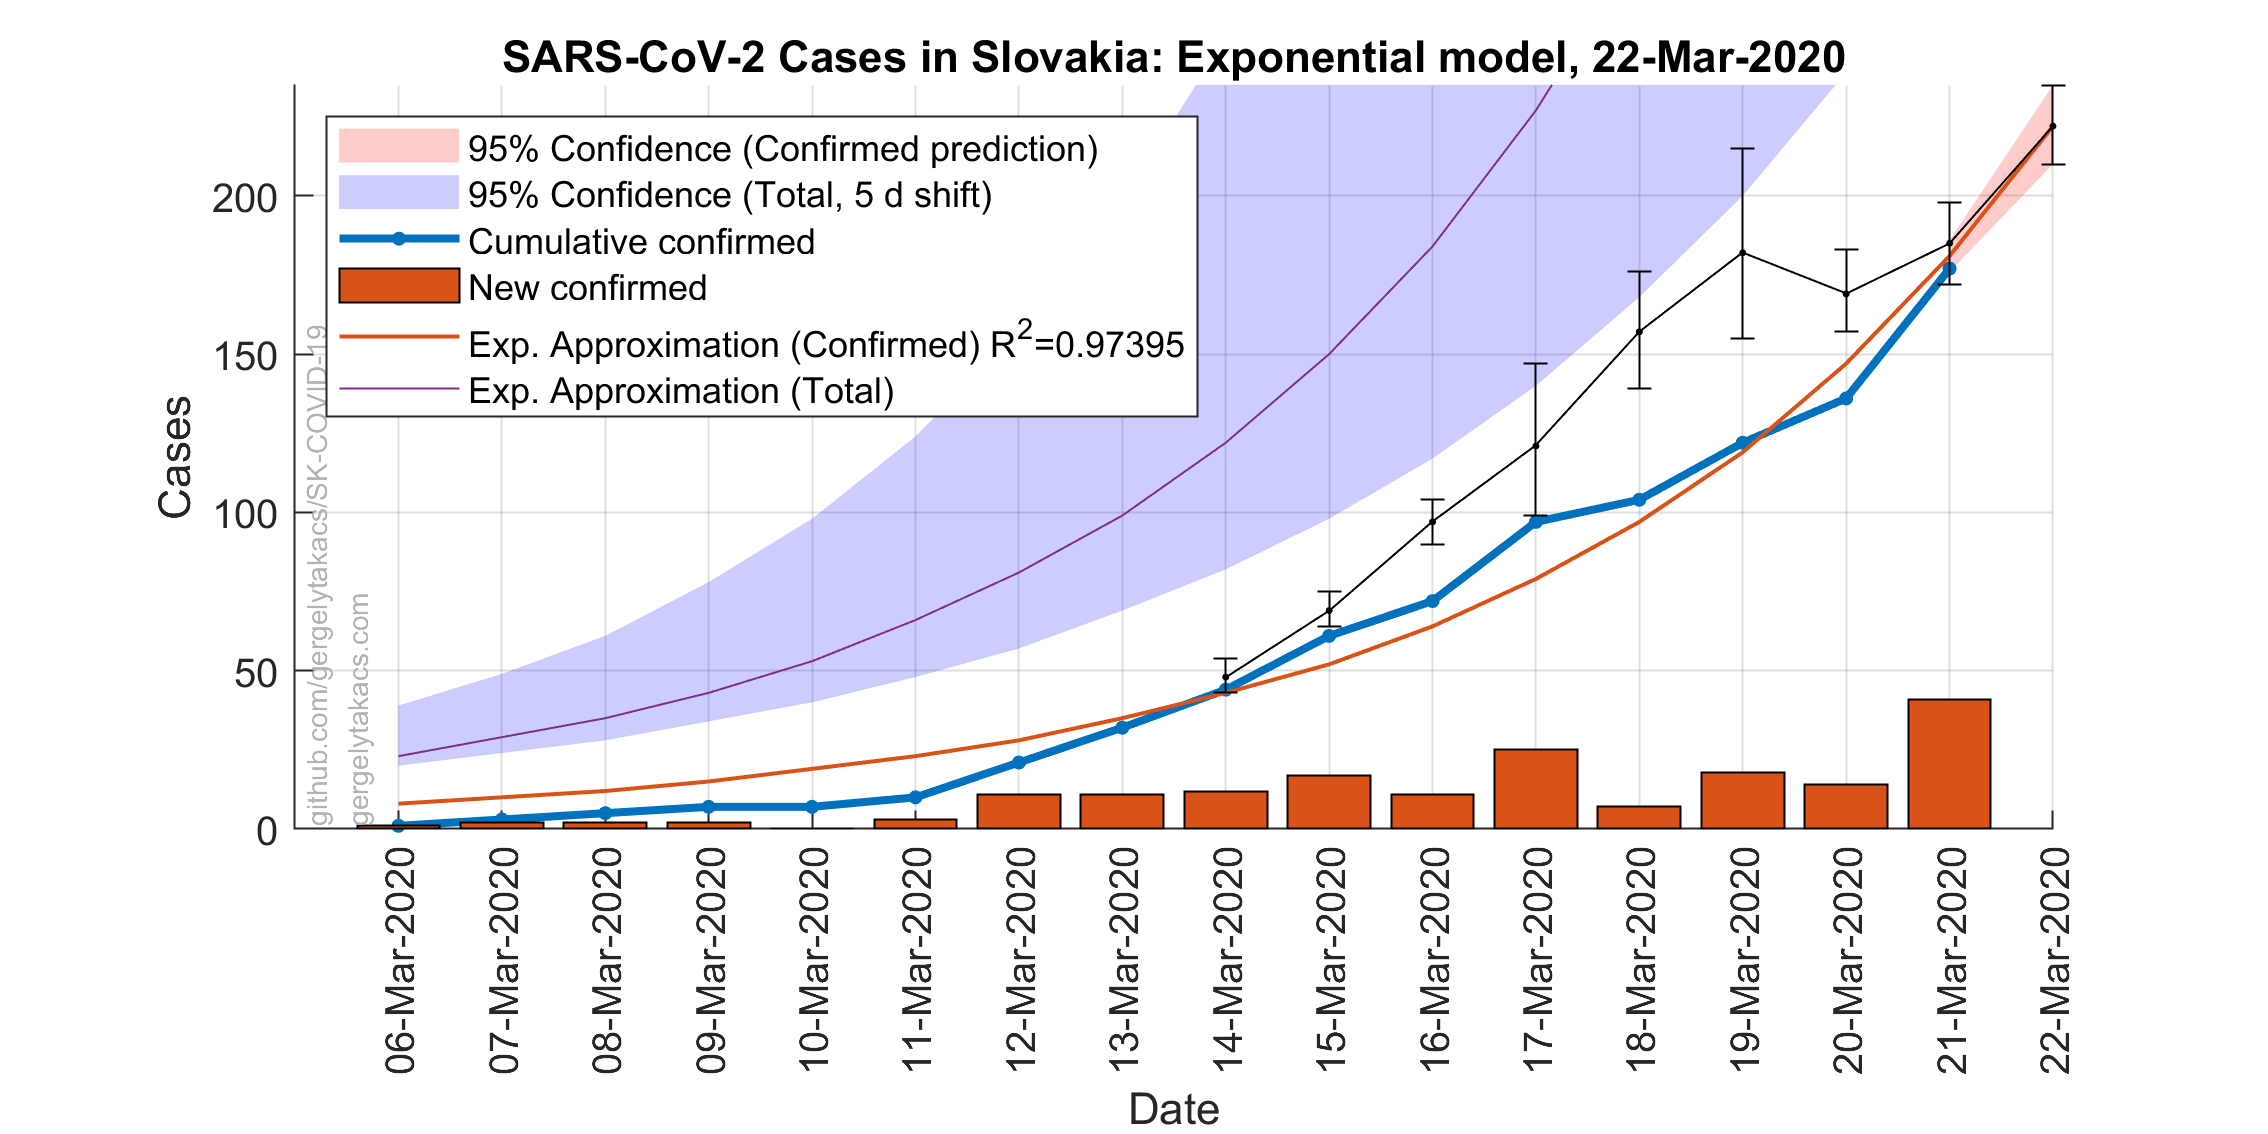 SARS-CoV-2 Cases in Slovakia: Exponential model, 22-Mar-2020
95% Confidence (Confirmed prediction)
95% Confidence (Total, 5 d shift)
Cumulative confirmed
New confirmed
Exp. Approximation (Confirmed) R²=0.97395
Exp. Approximation (Total)
Cases
200
150
100
50
0
github.com/gergelytakacs/SK-COVID-19
gergelytakacs.com
06-Mar-2020
07-Mar-2020
08-Mar-2020
09-Mar-2020
10-Mar-2020
11-Mar-2020
12-Mar-2020
13-Mar-2020
14-Mar-2020
15-Mar-2020
16-Mar-2020
17-Mar-2020
18-Mar-2020
19-Mar-2020
20-Mar-2020
21-Mar-2020
22-Mar-2020
Date